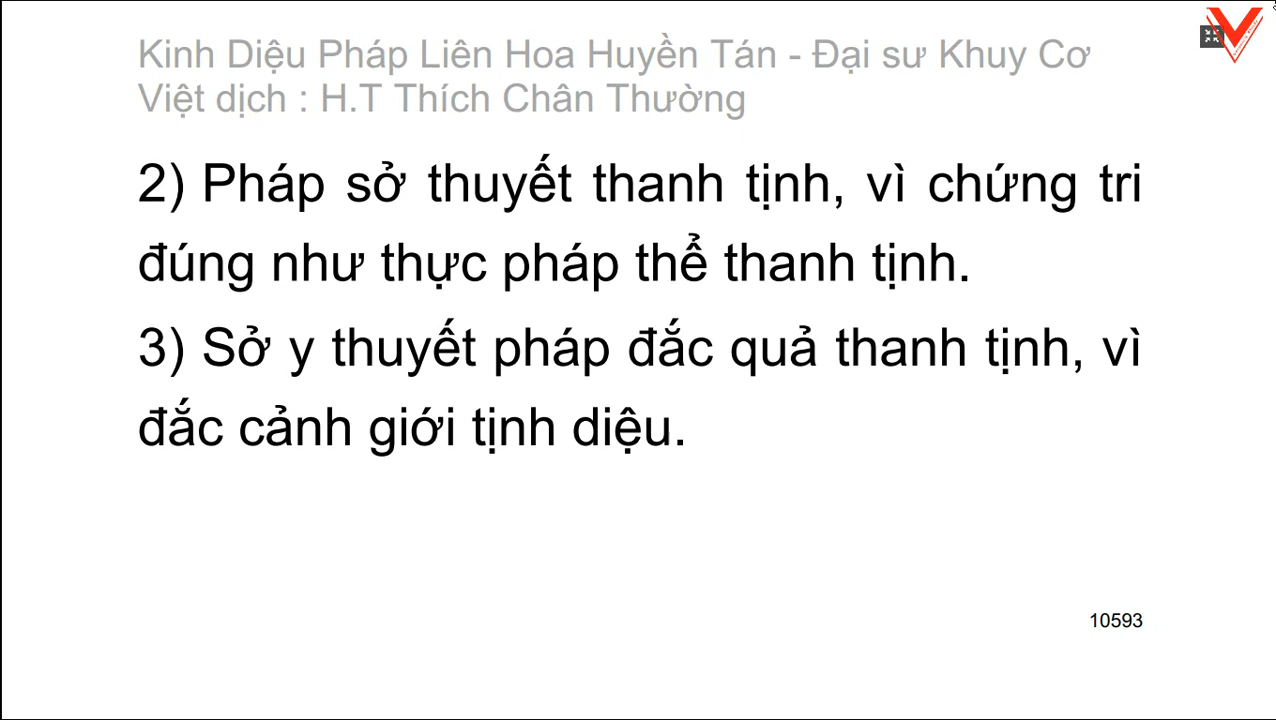 Kinh Diệu Pháp Liên Hoa Huyền Tán - Đại sư Khuy Cơ
Việt dịch : H.T Thích Chân Thường
2) Pháp sở thuyết thanh tịnh, vì chứng tri
đúng như thực pháp thể thanh tịnh.
3) Sở y thuyết pháp đắc quả thanh tịnh, vì
đắc cảnh giới tịnh diệu.
10593